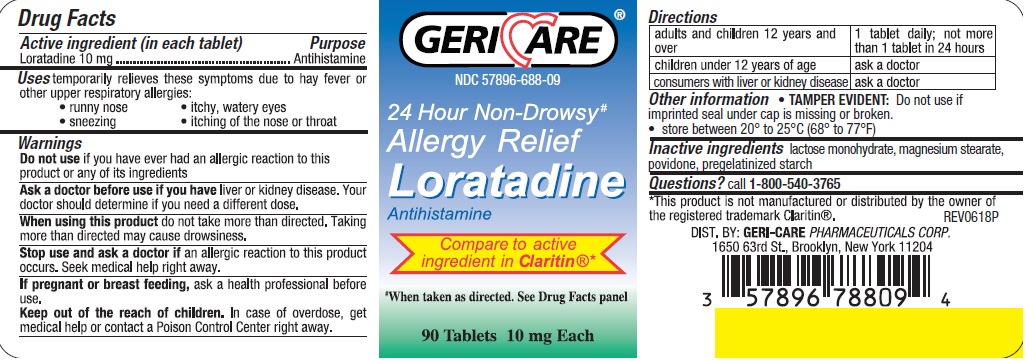 Drug Facts
Active ingredient (in each tablet) Purpose
Loratadine 10 mg ................................................ Antihistamine
Uses temporarily relieves these symptoms due to hay fever or
other upper respiratory allergies:
• runny nose • itchy, watery eyes
• sneezing • itching of the nose or throat
Warnings
Do not use if you have ever had an allergic reaction to this
product or any of its ingredients
Ask a doctor before use if you have liver or kidney disease. Your
doctor should determine if you need a different dose.
When using this product do not take more than directed. Taking
more than directed may cause drowsiness.
Stop use and ask a doctor if an allergic reaction to this product
occurs. Seek medical help right away.
If pregnant or breast feeding, ask a health professional before
use.
Keep out of the reach of children. In case of overdose, get
medical help or contact a Poison Control Center right away.
GERI CARE ®
NDC 57896-688-09
24 Hour Non-Drowsy#
Allergy Relief
Loratadine
Antihistamine
Compare to active
ingredient in Claritin®*
#When taken as directed. See Drug Facts panel
90 Tablets 10 mg Each
Directions
adults and children 12 years and over | 1 tablet daily; not more than 1 tablet in 24 hours
children under 12 years of age | ask a doctor
consumers with liver or kidney disease | ask a doctor
Other information • TAMPER EVIDENT: Do not use if
imprinted seal under cap is missing or broken.
• store between 20° to 25°C (68° to 77°F)
Inactive ingredients lactose monohydrate, magnesium stearate,
povidone, pregelatinized starch
Questions? call 1-800-540-3765
*This product is not manufactured or distributed by the owner of
the registered trademark Claritin®. REV0618P
DIST. BY: GERI-CARE PHARMACEUTICALS CORP.
1650 63rd St., Brooklyn, New York 11204
3 57896 78809 4